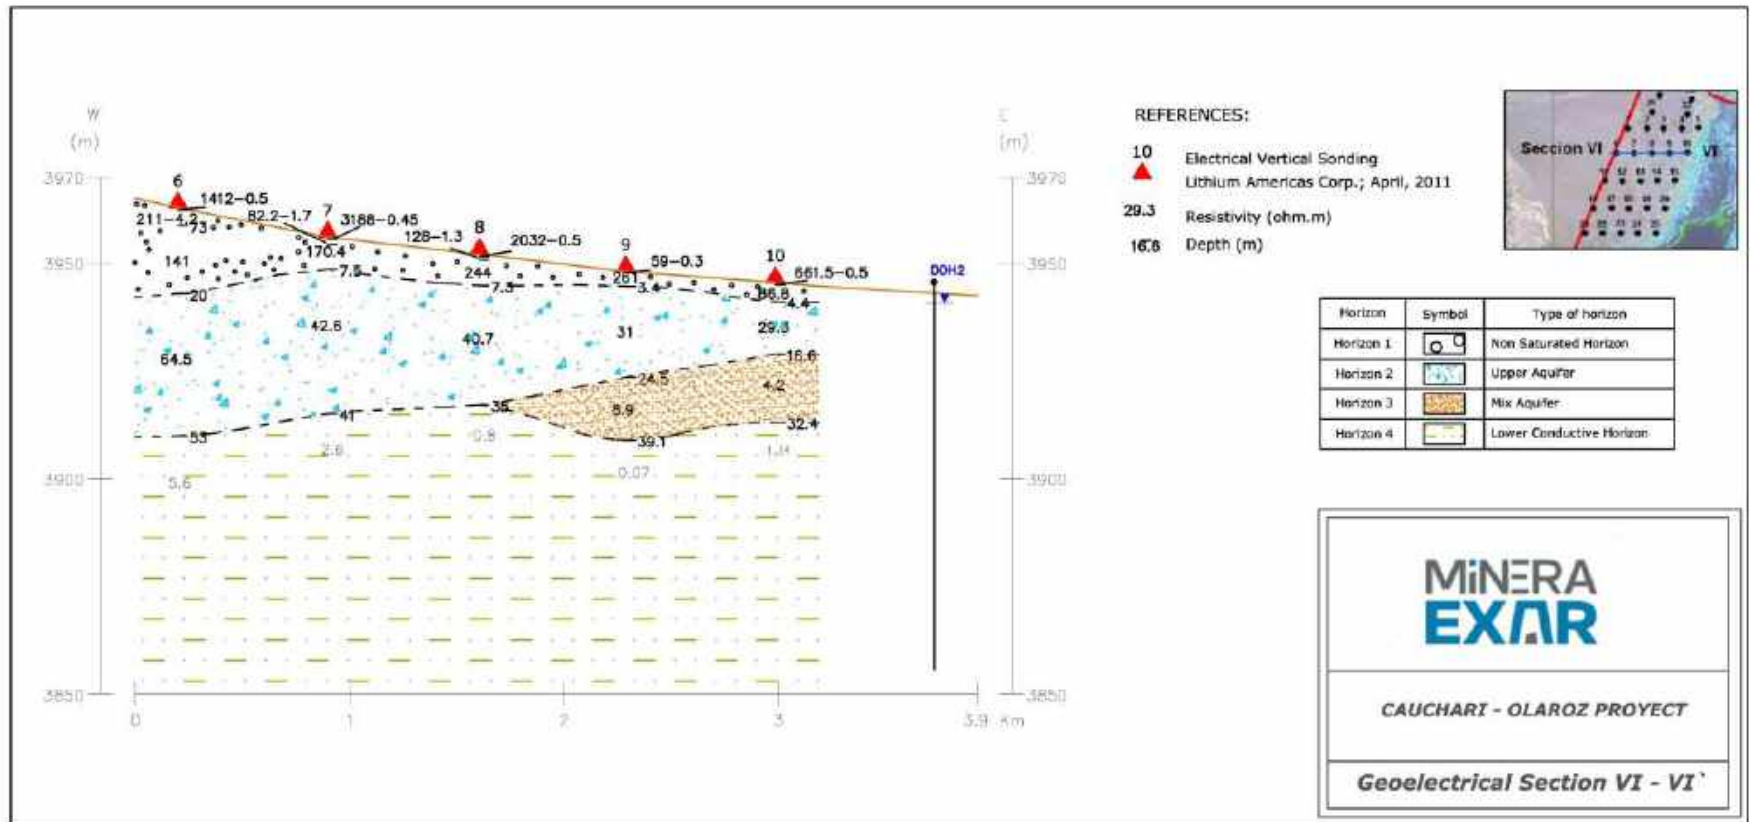 W
(m)
E
(m)
3970
3970
3950
3950
3900
3900
3850
3850
0
1
2
3
3.9 Km
6
1412-0.5
211-4.2
73
82.2-1.7
7
3188-0.45
128-1.3
8
2032-0.5
9
59-0.3
10
661.5-0.5
DDH2
141
170.4
7.5
244
7.3
261
3.4
86.8
4.4
20
64.5
42.6
40.7
31
29.3
16.6
24.5
4.2
8.9
53
41
35
39.1
32.4
5.6
2.6
0.8
0.07
REFERENCES:
10
Electrical Vertical Sonding
Lithium Americas Corp.; April, 2011
29.3 Resistivity (ohm.m)
16.6 Depth (m)
Seccion VI
VI
Horizon Symbol Type of horizon
Horizon 1 Non Saturated Horizon
Horizon 2 Upper Aquifer
Horizon 3 Mix Aquifer
Horizon 4 Lower Conductive Horizon
MiNERA
EXAR
CAUCHARI - OLAROZ PROYECT
Geoelectrical Section VI - VI`